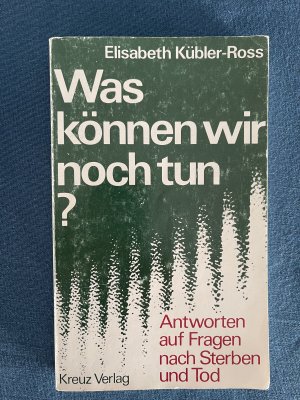 Elisabeth Kübler-Ross
Was
können wir
noch tun
?
Antworten
auf Fragen
nach Sterben
und Tod
Kreuz Verlag